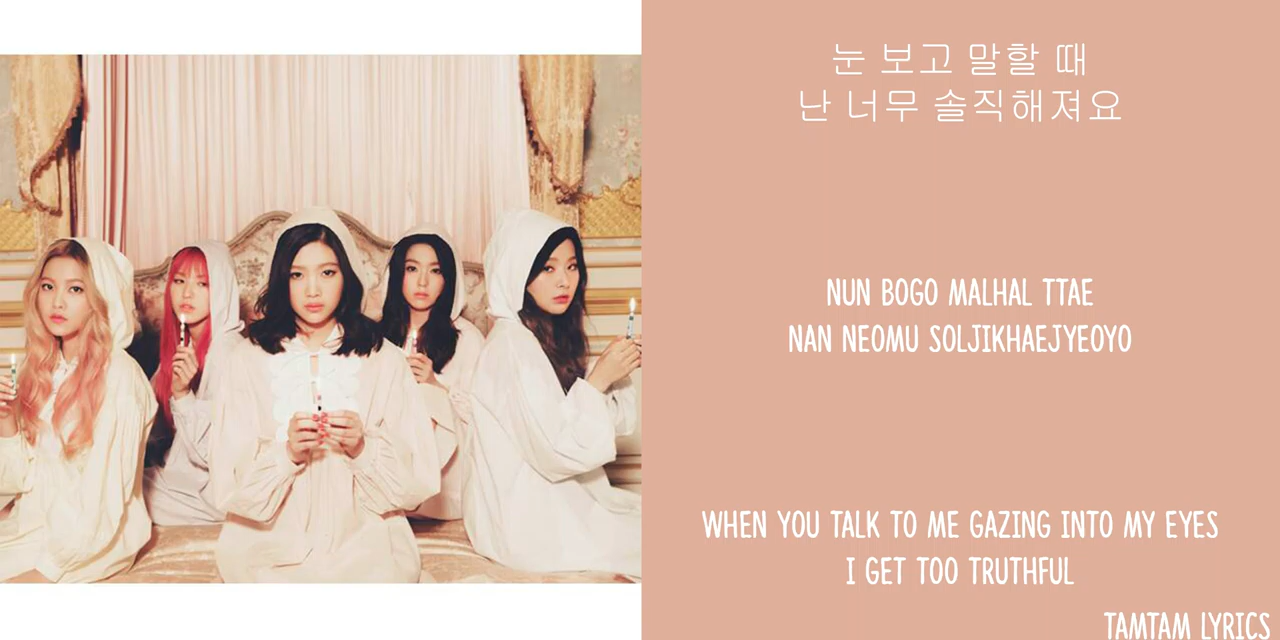 눈 보고 말할 때
난 너무 솔직해져요
NUN BOGO MALHAL TTAE
NAN NEOMU SOLJIKHAEJYEOYO
WHEN YOU TALK TO ME GAZING INTO MY EYES
I GET TOO TRUTHFUL
TAMTAM LYRICS